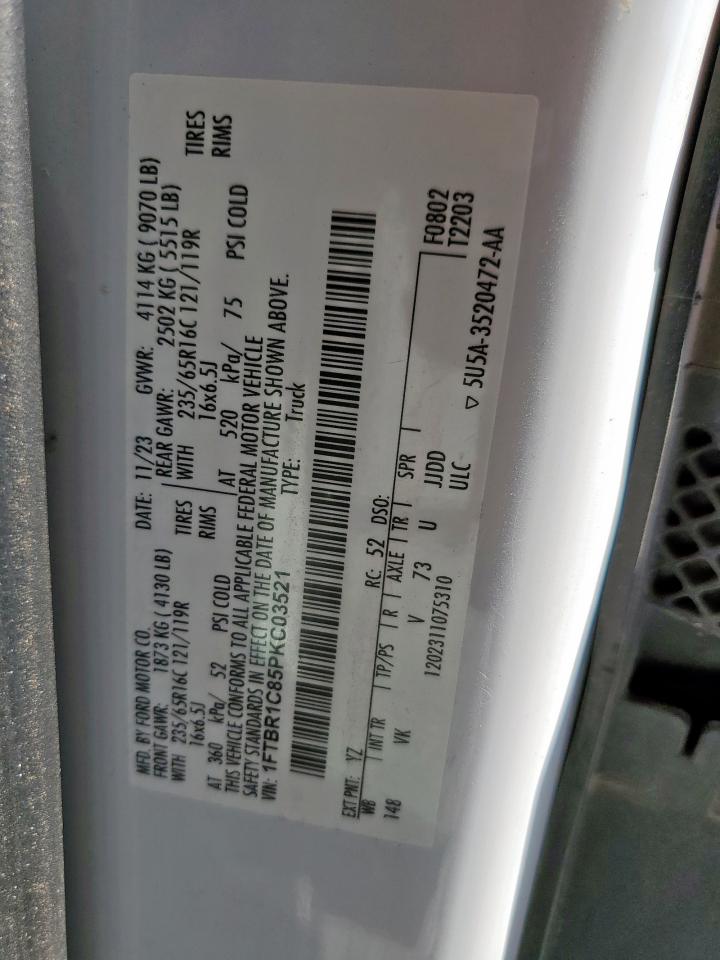 MFD. BY FORD MOTOR CO.
DATE: 11/23 GVWR: 4114 KG ( 9070 LB)
FRONT GAWR: 1873 KG ( 4130 LB) REAR GAWR: 2502 KG ( 5515 LB)
WITH 235/65R16C 121/119R TIRES WITH 235/65R16C 121/119R TIRES
16x6.5J RIMS 16x6.5J RIMS
AT 360 kPa/ 52 PSI COLD AT 520 kPa/ 75 PSI COLD
THIS VEHICLE CONFORMS TO ALL APPLICABLE FEDERAL MOTOR VEHICLE
SAFETY STANDARDS IN EFFECT ON THE DATE OF MANUFACTURE SHOWN ABOVE.
VIN: 1FTBR1C85PKC03521 TYPE: Truck
EXT PNT: YZ RC: 52 DSO:
WB INT TR TP/PS R AXLE TR SPR F0802
148 VK V 73 U JJDD T2203
1202311075310 ULC
▽ 5U5A-3520472-AA